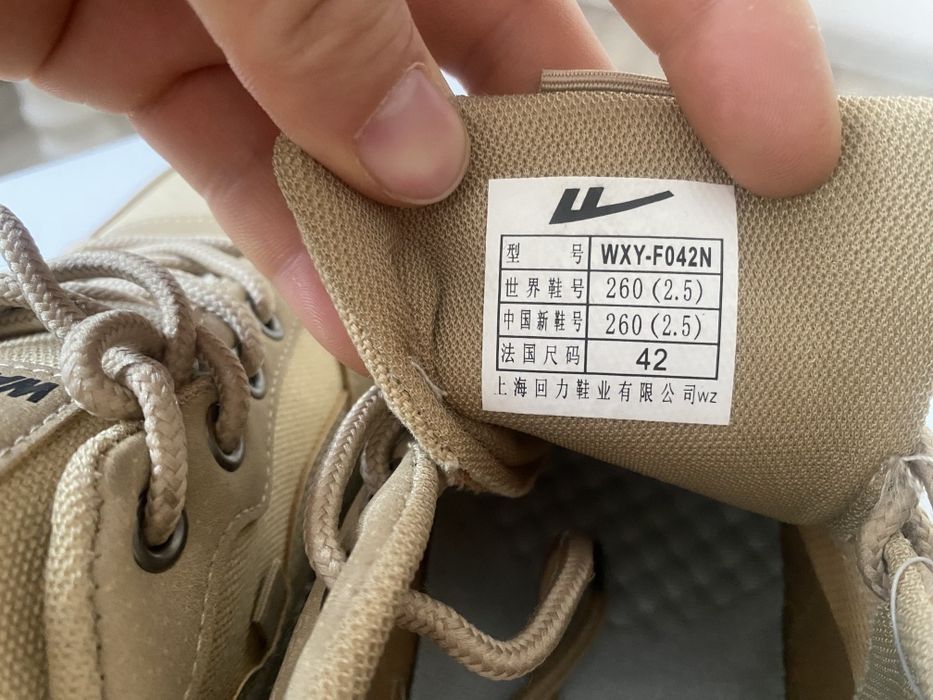 型号 WXY-F042N
世界鞋号 260(2.5)
中国新鞋号 260(2.5)
法国尺码 42
上海回力鞋业有限公司wz